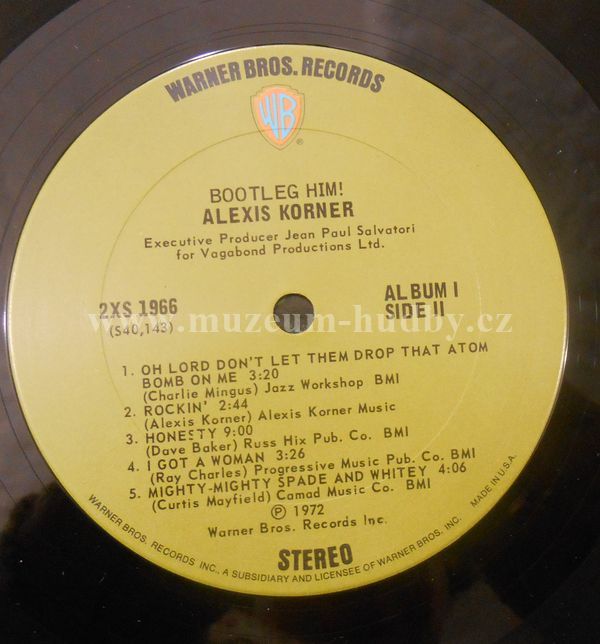 WARNER BROS. RECORDS
WB
®
BOOTLEG HIM!
ALEXIS KORNER
Executive Producer Jean Paul Salvatori
for Vagabond Productions Ltd.
2XS 1966
(S40,143)
ALBUM I
SIDE II
www.muzeum-hudby.cz
1. OH LORD DON'T LET THEM DROP THAT ATOM
BOMB ON ME 3:20
(Charlie Mingus) Jazz Workshop BMI
2. ROCKIN' 2:44
(Alexis Korner) Alexis Korner Music
3. HONESTY 9:00
(Dave Baker) Russ Hix Pub. Co. BMI
4. I GOT A WOMAN 3:26
(Ray Charles) Progressive Music Pub. Co. BMI
5. MIGHTY-MIGHTY SPADE AND WHITEY 4:06
(Curtis Mayfield) Camad Music Co. BMI
℗ 1972
Warner Bros. Records Inc.
STEREO
WARNER BROS. RECORDS INC., A SUBSIDIARY AND LICENSEE OF WARNER BROS. INC.
MADE IN U.S.A.